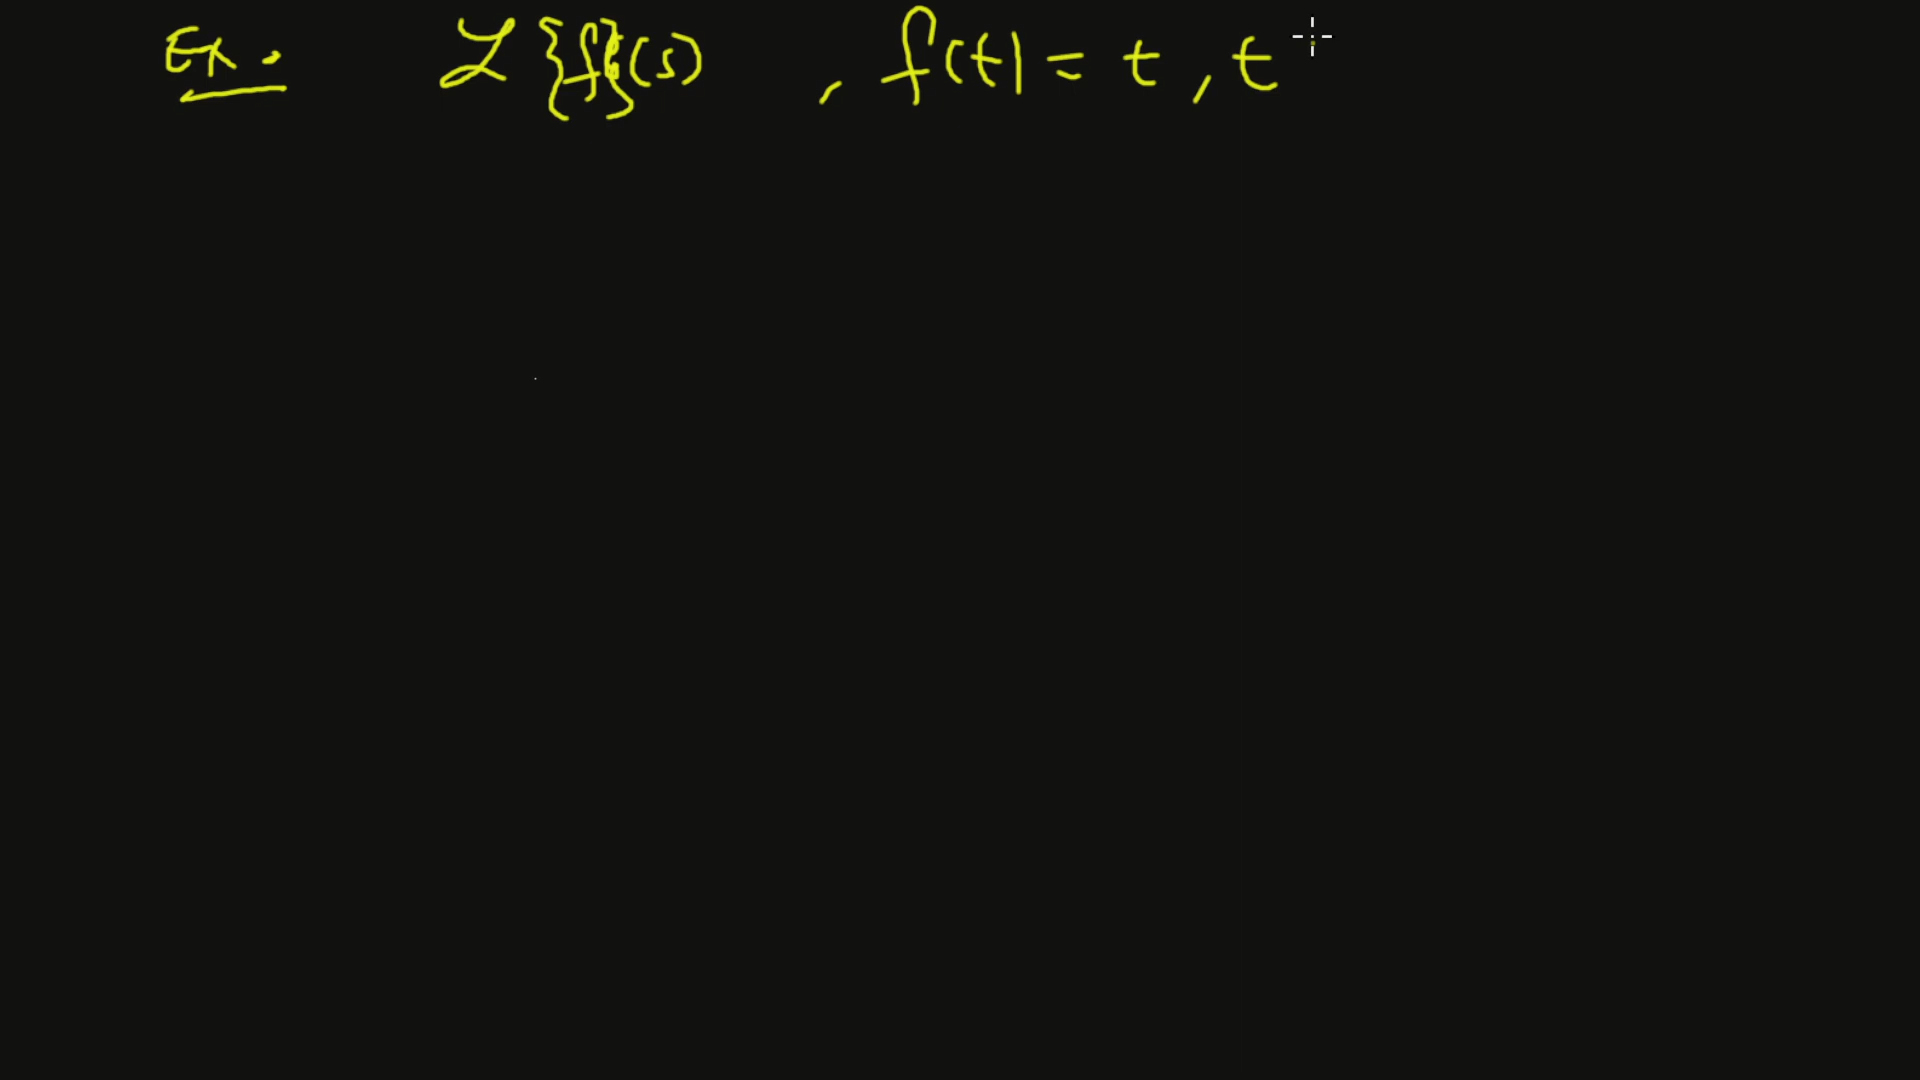 Ex. ℒ{f}(s) , f(t) = t , t